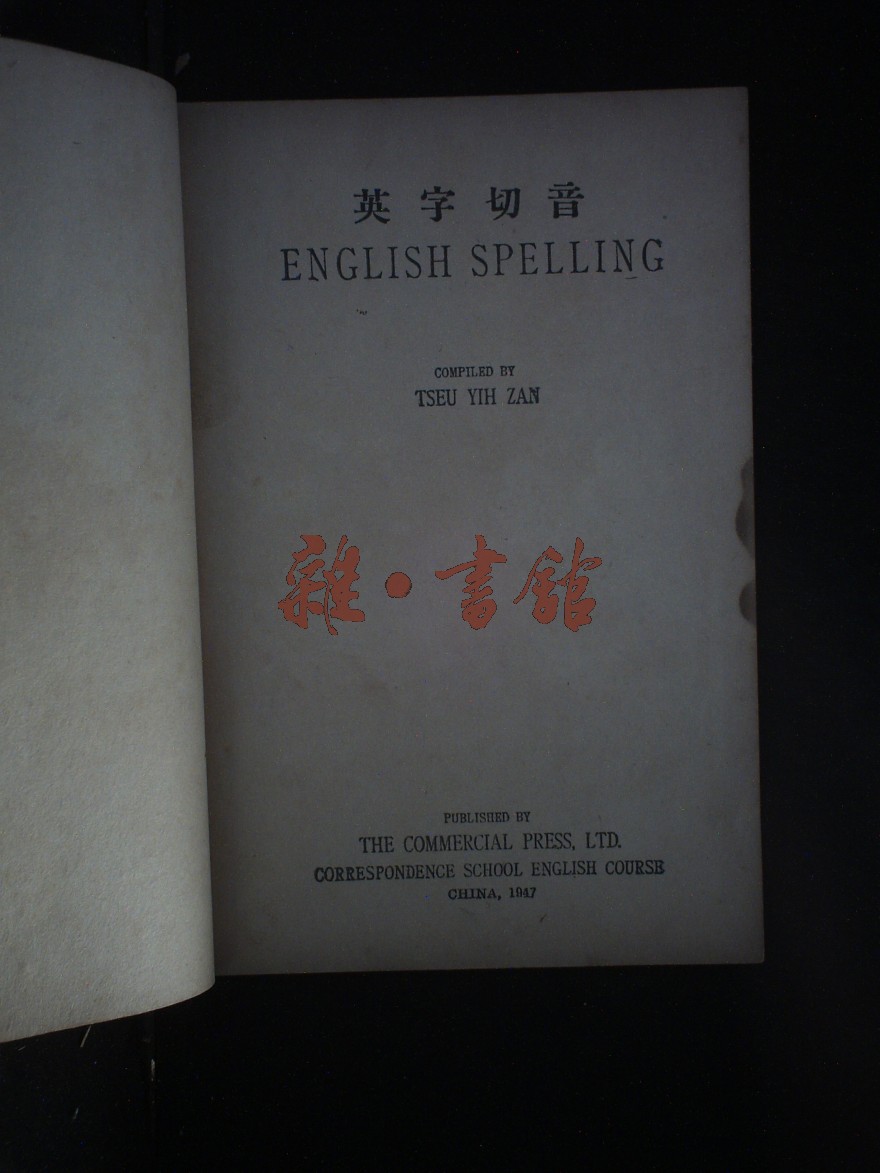 英字切音
ENGLISH SPELLING
COMPILED BY
TSEU YIH ZAN
雜·書館
PUBLISHED BY
THE COMMERCIAL PRESS, LTD.
CORRESPONDENCE SCHOOL ENGLISH COURSE
CHINA, 1947